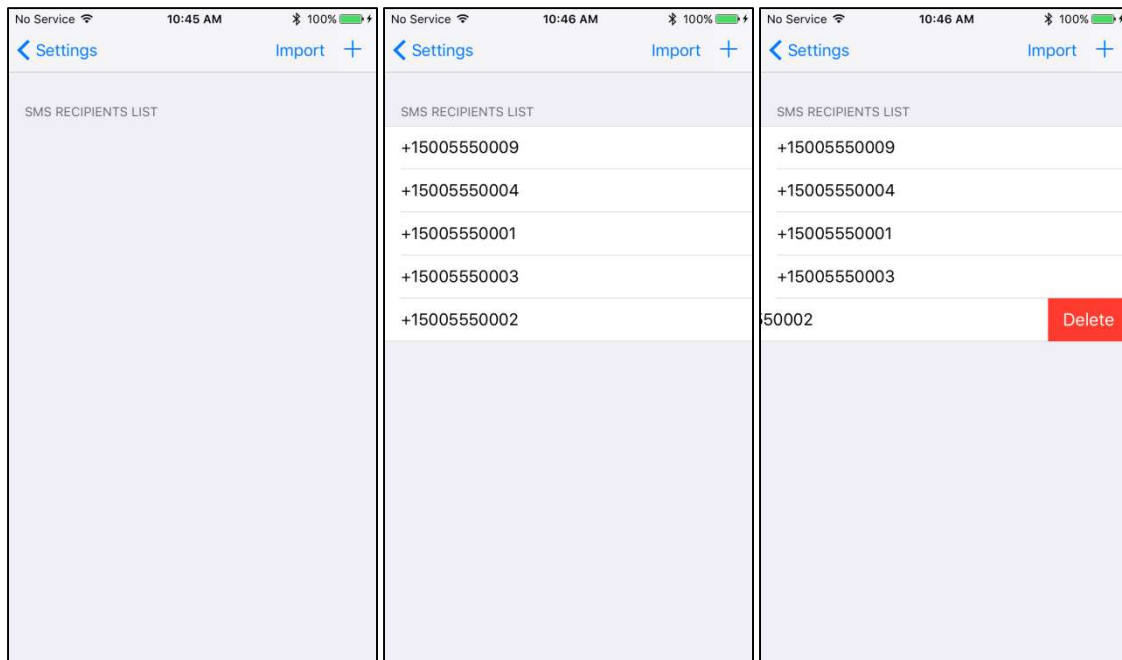 No Service 10:45 AM 100%
Settings Import +
SMS RECIPIENTS LIST
No Service 10:46 AM 100%
Settings Import +
SMS RECIPIENTS LIST
+15005550009
+15005550004
+15005550001
+15005550003
+15005550002
No Service 10:46 AM 100%
Settings Import +
SMS RECIPIENTS LIST
+15005550009
+15005550004
+15005550001
+15005550003
550002 Delete